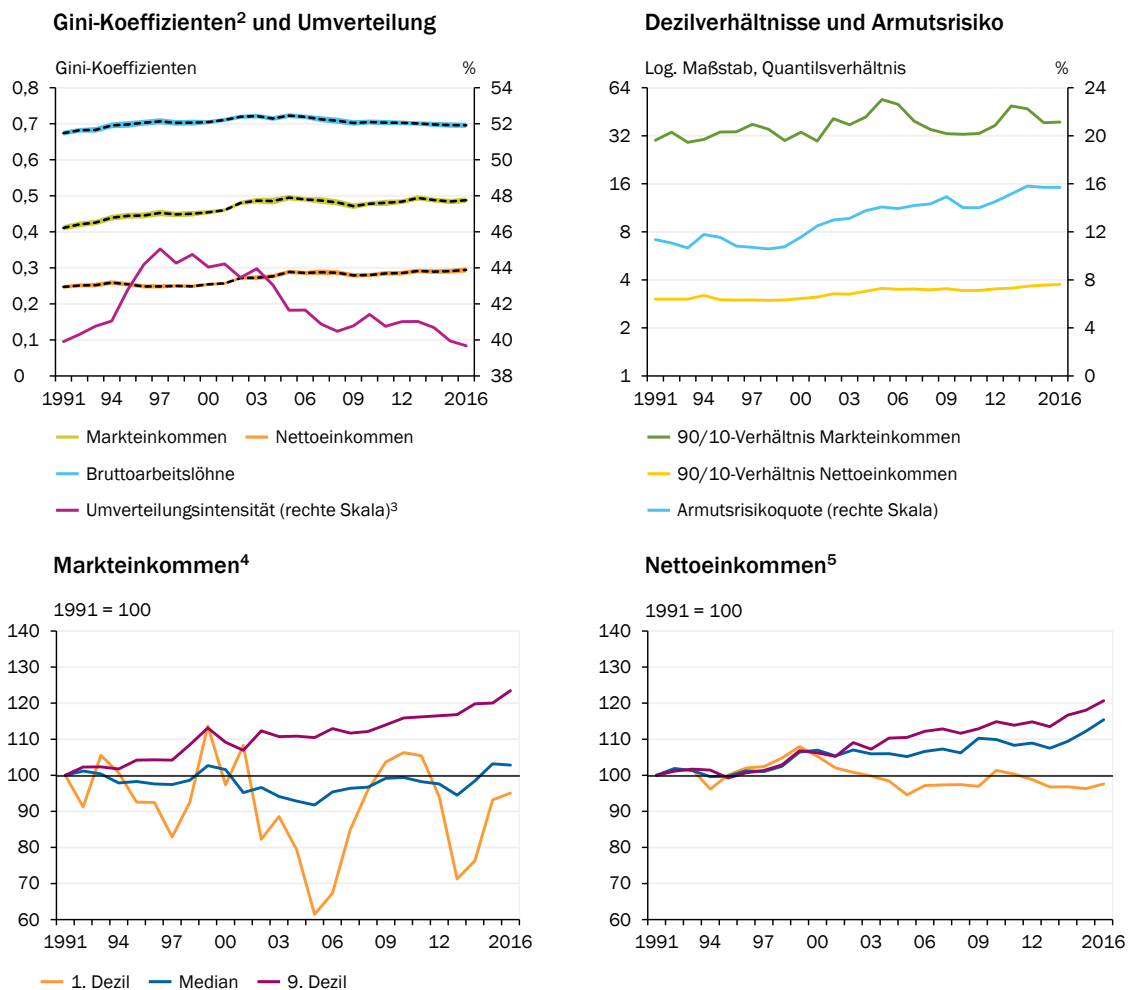 Gini-Koeffizienten² und Umverteilung
Gini-Koeffizienten %
0,8 54
0,7 52
0,6 50
0,5 48
0,4 46
0,3 44
0,2 43
0,1 40
0 38
1991 94 97 00 03 06 09 12 2016
Markteinkommen Nettoeinkommen
Bruttoarbeitslöhne
Umverteilungsintensität (rechte Skala)³
Dezilverhältnisse und Armutsrisiko
Log. Maßstab, Quantilsverhältnis %
64 24
32 20
16 16
8 12
4 8
2 4
1 0
1991 94 97 00 03 06 09 12 2016
90/10-Verhältnis Markteinkommen
90/10-Verhältnis Nettoeinkommen
Armutsrisikoquote (rechte Skala)
Markteinkommen⁴
1991 = 100
140
130
120
110
100
90
80
70
60
1991 94 97 00 03 06 09 12 2016
1. Dezil Median 9. Dezil
Nettoeinkommen⁵
1991 = 100
140
130
120
110
100
90
80
70
60
1991 94 97 00 03 06 09 12 2016